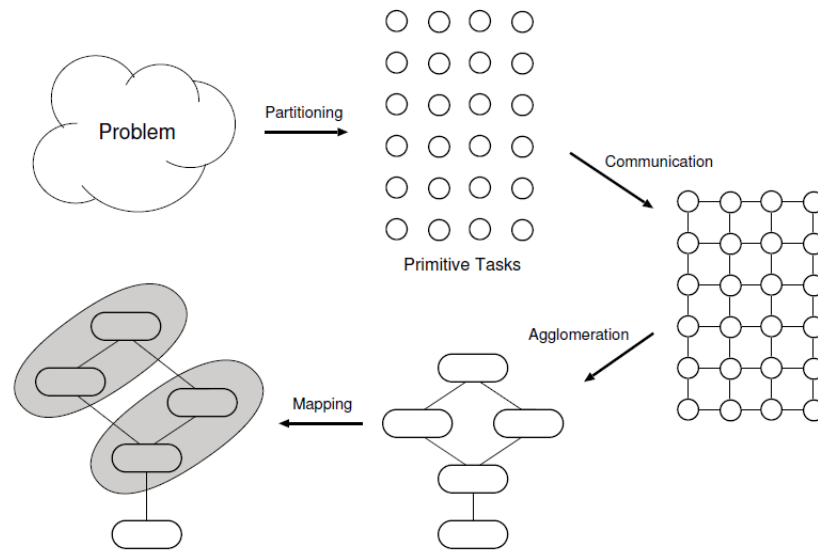 Problem
Partitioning
Primitive Tasks
Communication
Agglomeration
Mapping